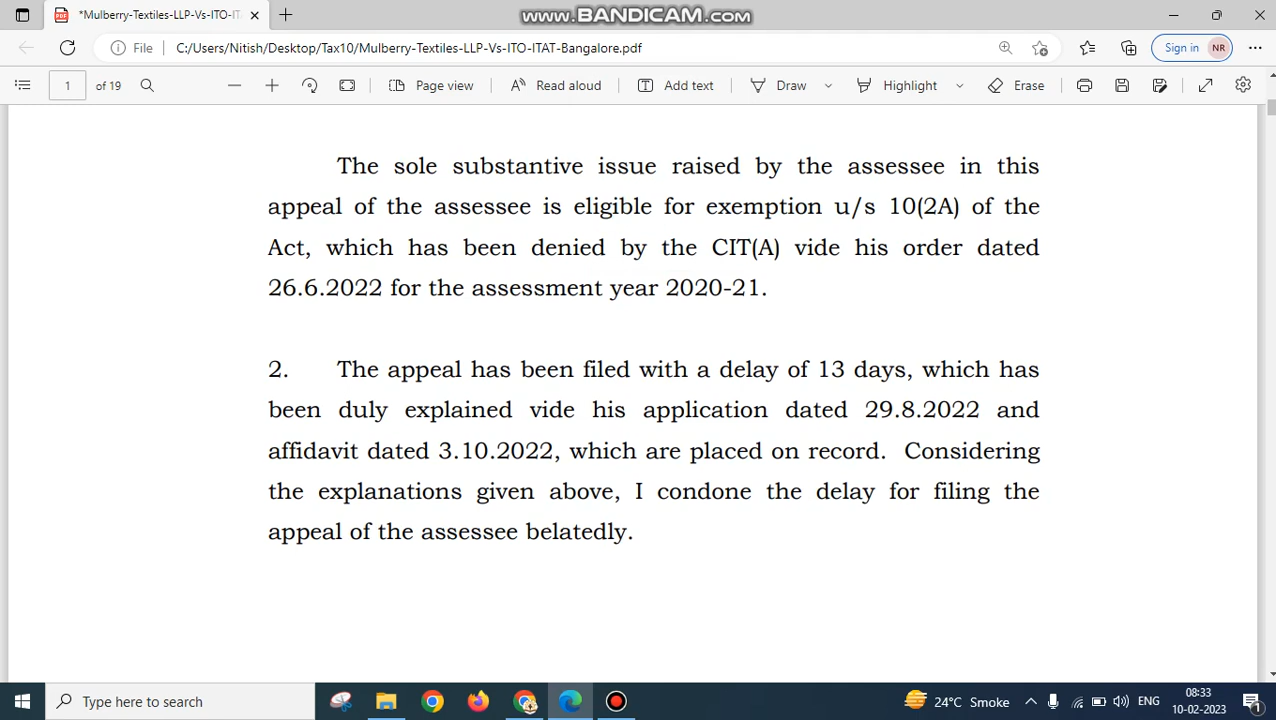 *Mulberry-Textiles-LLP-Vs-ITO-IT
www.BANDICAM.com
File C:/Users/Nitish/Desktop/Tax10/Mulberry-Textiles-LLP-Vs-ITO-ITAT-Bangalore.pdf Sign in NR
1 of 19 Page view Read aloud Add text Draw Highlight Erase
The sole substantive issue raised by the assessee in this
appeal of the assessee is eligible for exemption u/s 10(2A) of the
Act, which has been denied by the CIT(A) vide his order dated
26.6.2022 for the assessment year 2020-21.
2. The appeal has been filed with a delay of 13 days, which has
been duly explained vide his application dated 29.8.2022 and
affidavit dated 3.10.2022, which are placed on record. Considering
the explanations given above, I condone the delay for filing the
appeal of the assessee belatedly.
Type here to search
24°C Smoke
ENG
08:33
10-02-2023
1